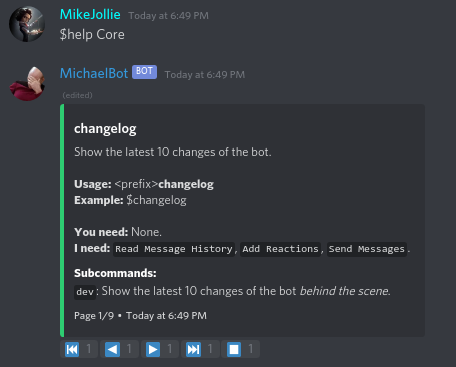 MikeJollie Today at 6:49 PM
$help Core
MichaelBot BOT Today at 6:49 PM
(edited)
changelog
Show the latest 10 changes of the bot.
Usage: <prefix>changelog
Example: $changelog
You need: None.
I need: Read Message History, Add Reactions, Send Messages.
Subcommands:
dev: Show the latest 10 changes of the bot behind the scene.
Page 1/9 • Today at 6:49 PM
1 1 1 1 1